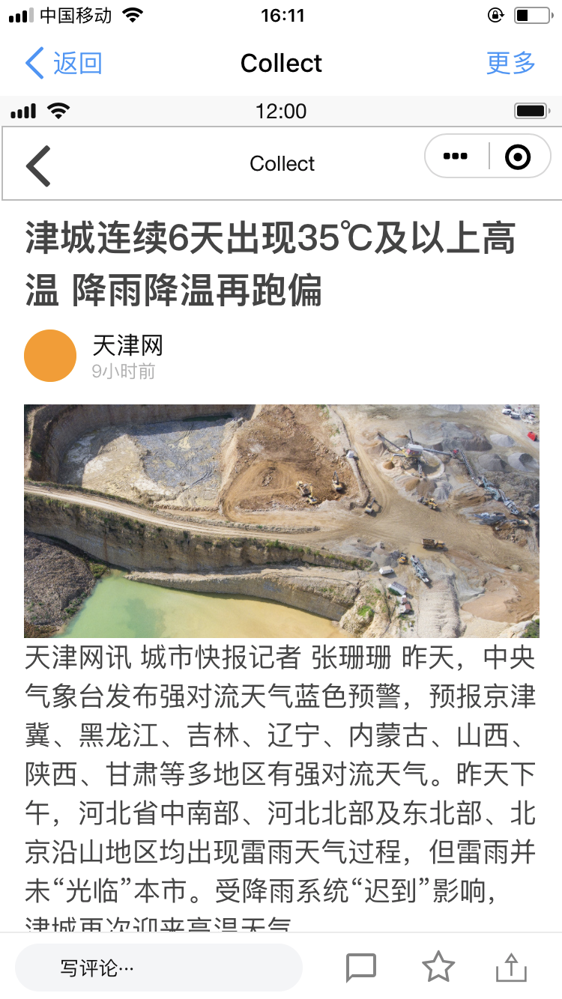 中国移动
16:11
返回
Collect
更多
12:00
Collect
津城连续6天出现35℃及以上高
温 降雨降温再跑偏
天津网
9小时前
天津网讯 城市快报记者 张珊珊 昨天，中央
气象台发布强对流天气蓝色预警，预报京津
冀、黑龙江、吉林、辽宁、内蒙古、山西、
陕西、甘肃等多地区有强对流天气。昨天下
午，河北省中南部、河北北部及东北部、北
京沿山地区均出现雷雨天气过程，但雷雨并
未“光临”本市。受降雨系统“迟到”影响，
津城再次迎来高温天气
写评论···